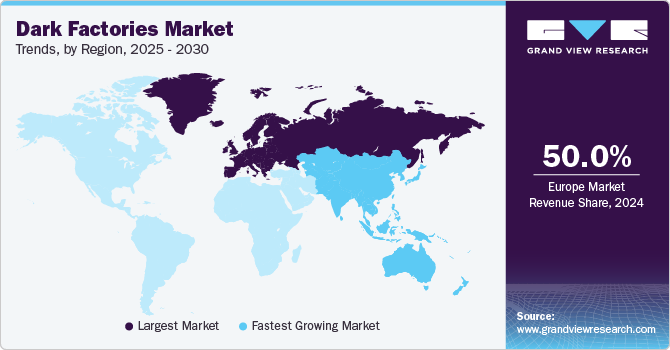 Dark Factories Market
Trends, by Region, 2025 - 2030
GRAND VIEW RESEARCH
50.0%
Europe Market
Revenue Share, 2024
Largest Market
Fastest Growing Market
Source:
www.grandviewresearch.com